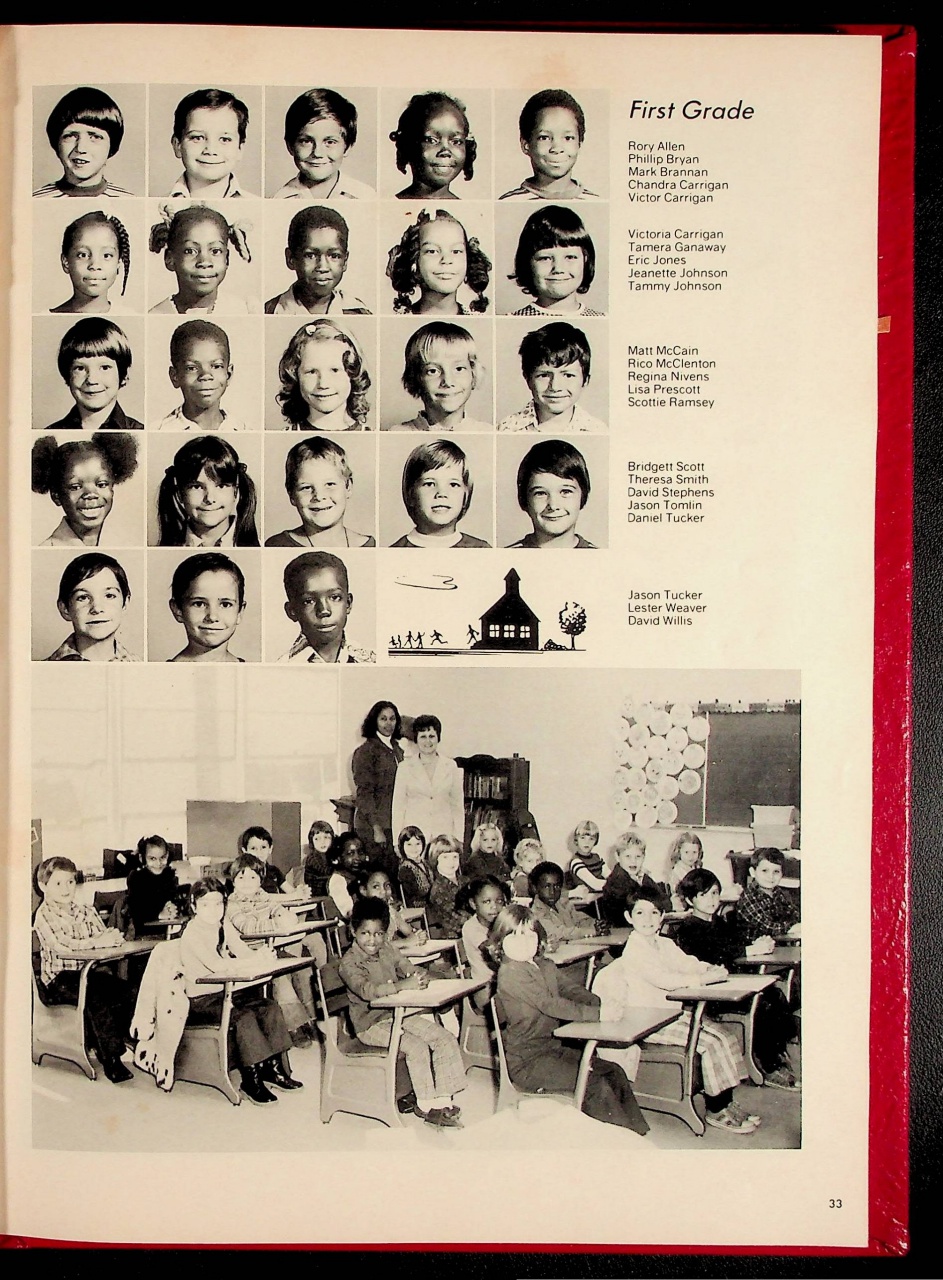 First Grade
Rory Allen
Phillip Bryan
Mark Brannan
Chandra Carrigan
Victor Carrigan
Victoria Carrigan
Tamera Ganaway
Eric Jones
Jeanette Johnson
Tammy Johnson
Matt McCain
Rico McClenton
Regina Nivens
Lisa Prescott
Scottie Ramsey
Bridgett Scott
Theresa Smith
David Stephens
Jason Tomlin
Daniel Tucker
Jason Tucker
Lester Weaver
David Willis
33